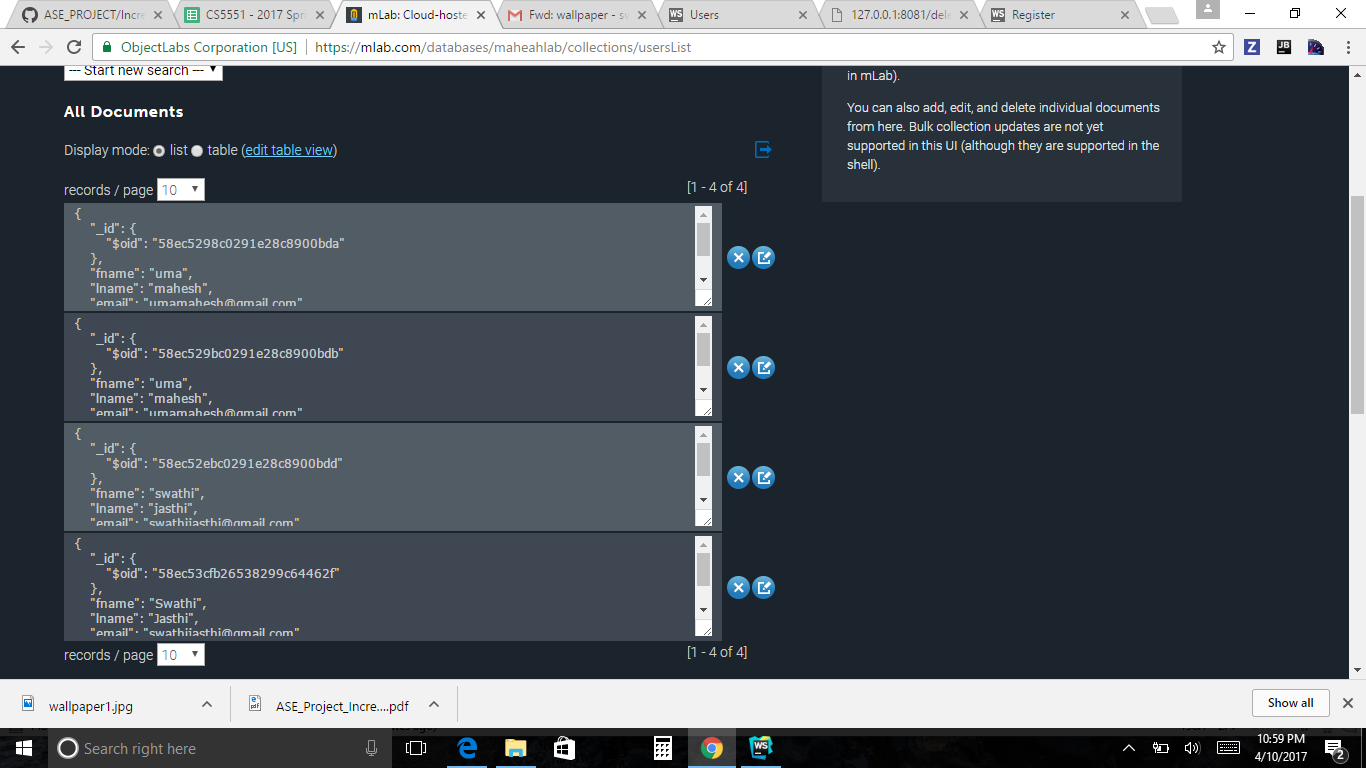 ASE_PROJECT/Incre
CS5551 - 2017 Spr
mLab: Cloud-hoste
Fwd: wallpaper - s
WS Users
127.0.0.1:8081/del
WS Register
ObjectLabs Corporation [US]
https://mlab.com/databases/maheahlab/collections/usersList
Z
JB
--- Start new search ---
in mLab).
All Documents
You can also add, edit, and delete individual documents
from here. Bulk collection updates are not yet
supported in this UI (although they are supported in the
shell).
Display mode: list table (edit table view)
records / page 10
[1 - 4 of 4]
{
"_id": {
"$oid": "58ec5298c0291e28c8900bda"
},
"fname": "uma",
"lname": "mahesh",
"email": "umamahesh@gmail.com"
{
"_id": {
"$oid": "58ec529bc0291e28c8900bdb"
},
"fname": "uma",
"lname": "mahesh",
"email": "umamahesh@gmail.com"
{
"_id": {
"$oid": "58ec52ebc0291e28c8900bdd"
},
"fname": "swathi",
"lname": "jasthi",
"email": "swathijasthi@gmail.com"
{
"_id": {
"$oid": "58ec53cfb26538299c64462f"
},
"fname": "Swathi",
"lname": "Jasthi",
"email": "swathijasthi@gmail.com"
records / page 10
[1 - 4 of 4]
wallpaper1.jpg
ASE_Project_Incre....pdf
Show all
Search right here
WS
10:59 PM
4/10/2017
2